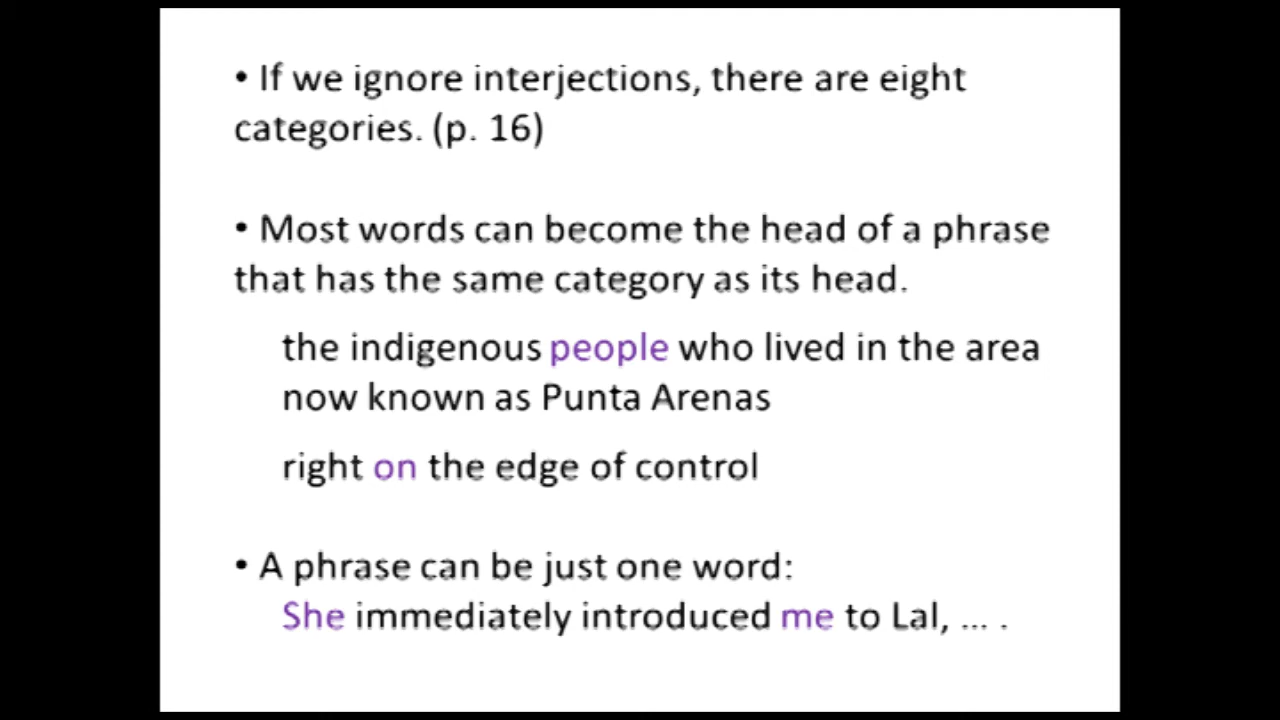 • If we ignore interjections, there are eight
categories. (p. 16)
• Most words can become the head of a phrase
that has the same category as its head.
the indigenous people who lived in the area
now known as Punta Arenas
right on the edge of control
• A phrase can be just one word:
She immediately introduced me to Lal, ... .